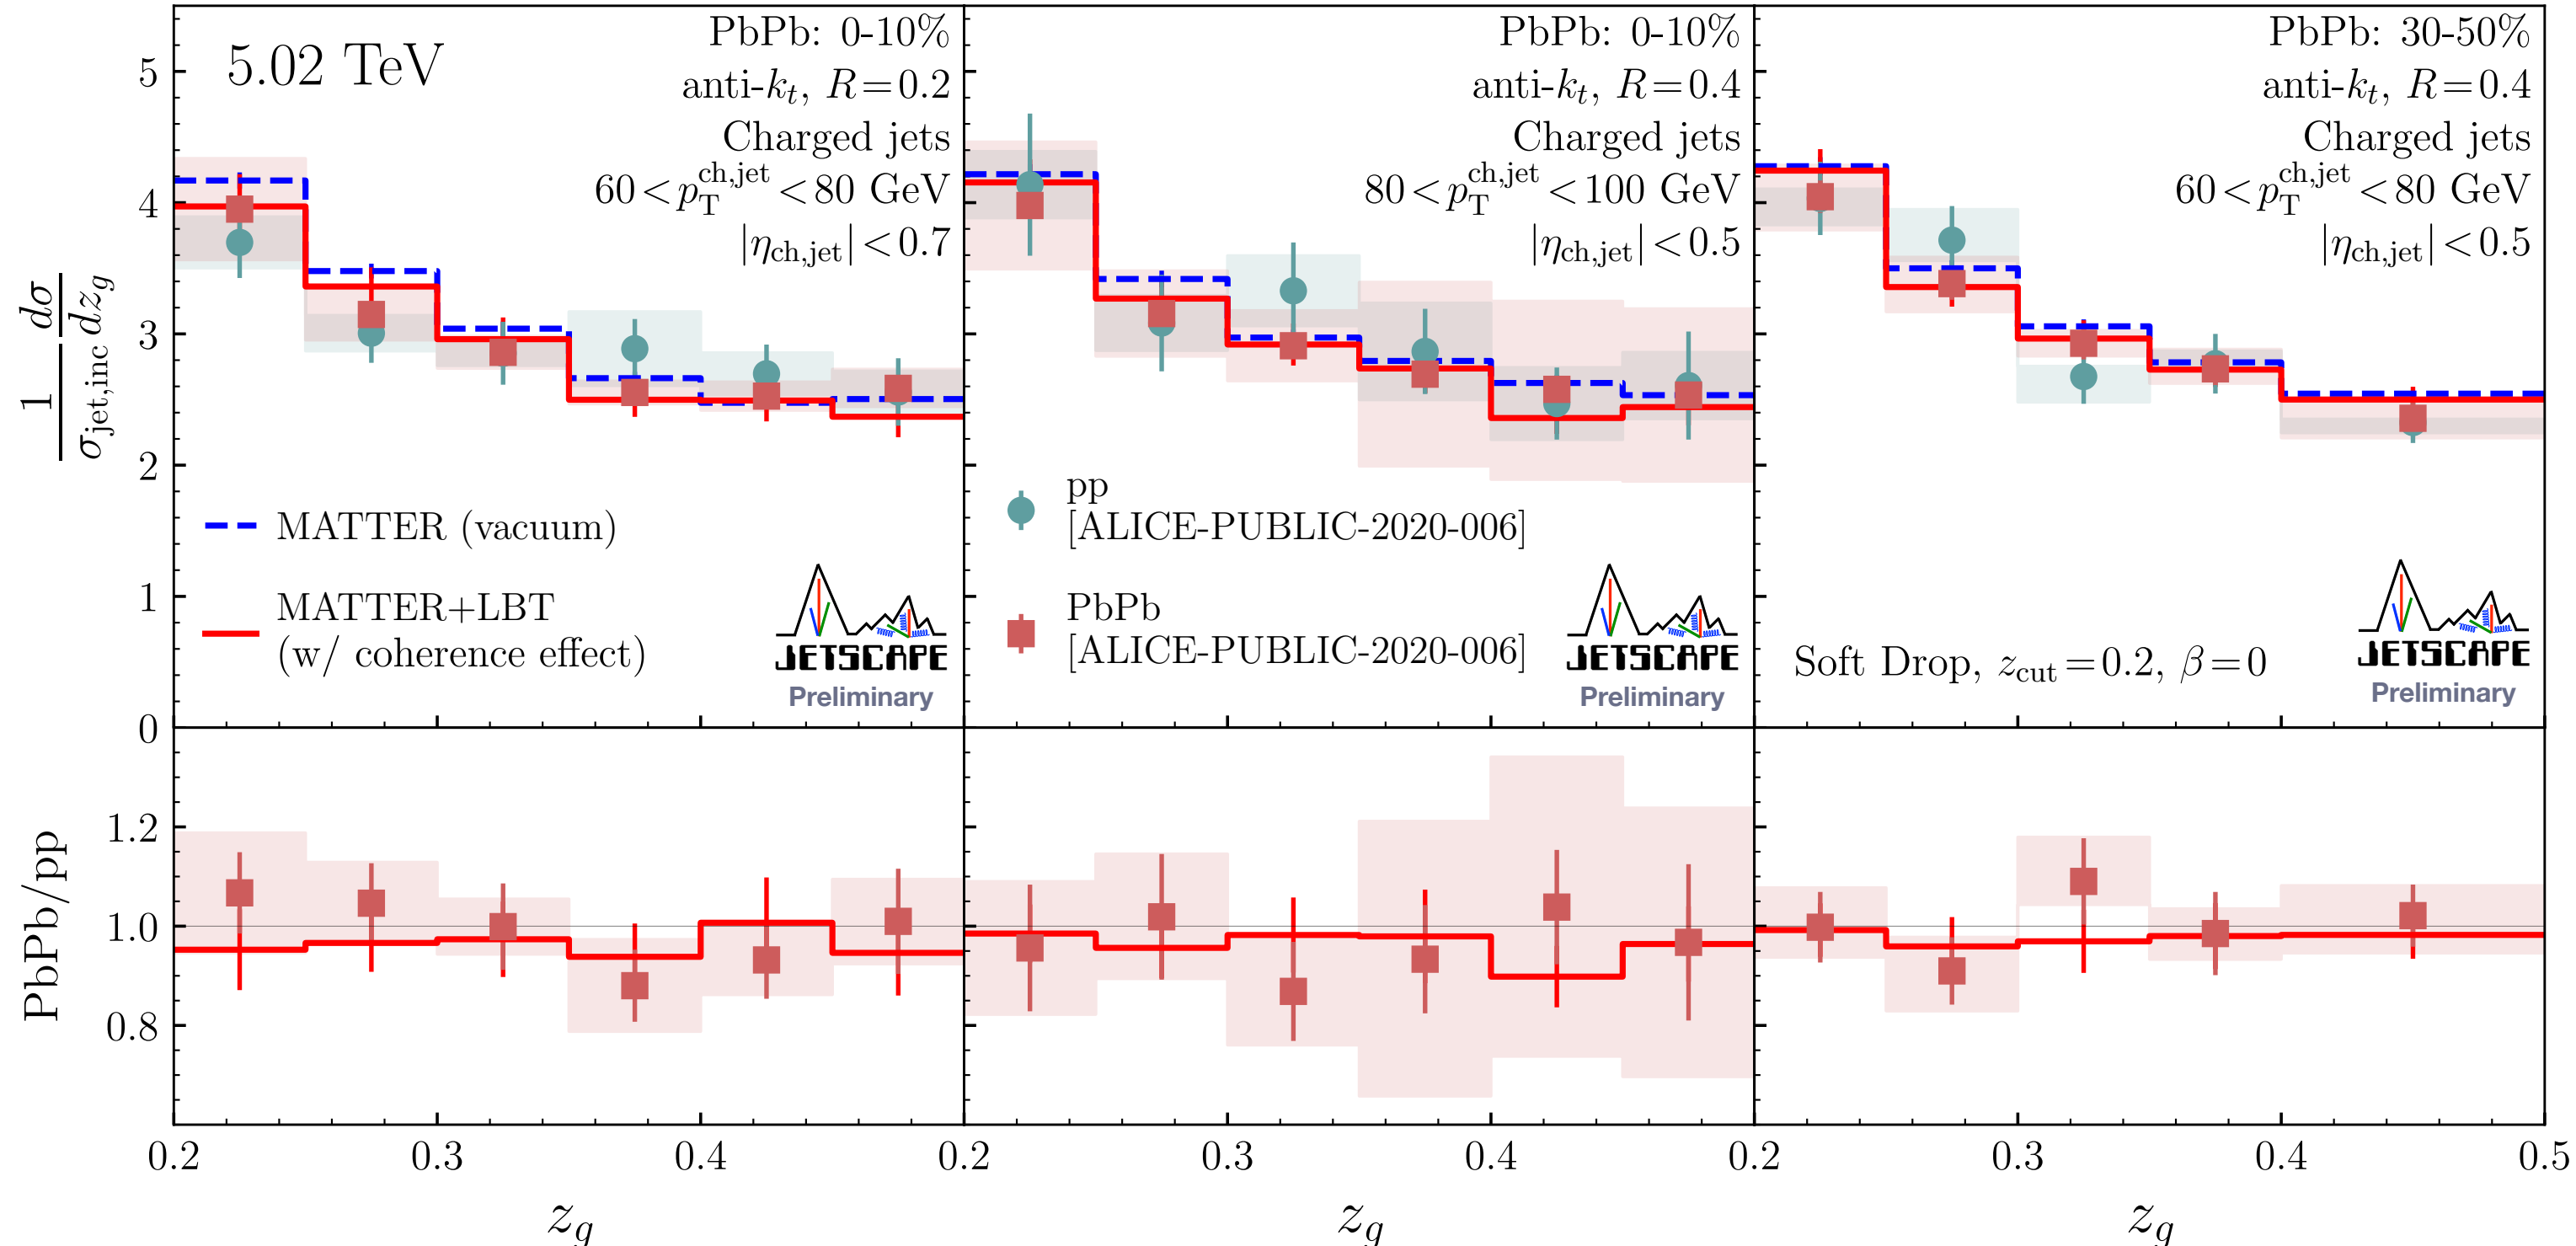 5.02 TeV
PbPb: 0-10%
anti-k_t, R=0.2
Charged jets
60<p_T^ch,jet<80 GeV
|η_ch,jet|<0.7
PbPb: 0-10%
anti-k_t, R=0.4
Charged jets
80<p_T^ch,jet<100 GeV
|η_ch,jet|<0.5
PbPb: 30-50%
anti-k_t, R=0.4
Charged jets
60<p_T^ch,jet<80 GeV
|η_ch,jet|<0.5
1/σ_jet,inc dσ/dz_g
5
4
3
2
1
0
MATTER (vacuum)
MATTER+LBT
(w/ coherence effect)
JETSCAPE
Preliminary
pp
[ALICE-PUBLIC-2020-006]
PbPb
[ALICE-PUBLIC-2020-006]
JETSCAPE
Preliminary
Soft Drop, z_cut=0.2, β=0
JETSCAPE
Preliminary
PbPb/pp
1.2
1.0
0.8
0.2 0.3 0.4 0.2 0.3 0.4 0.2 0.3 0.4 0.5
z_g z_g z_g